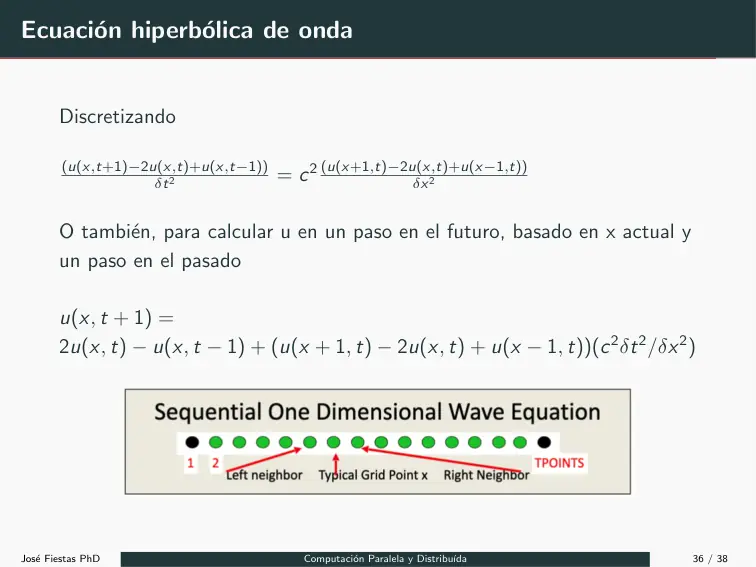 Ecuación hiperbólica de onda
Discretizando
(u(x,t+1)−2u(x,t)+u(x,t−1))/δt² = c² (u(x+1,t)−2u(x,t)+u(x−1,t))/δx²
O también, para calcular u en un paso en el futuro, basado en x actual y
un paso en el pasado
u(x, t + 1) =
2u(x, t) − u(x, t − 1) + (u(x + 1, t) − 2u(x, t) + u(x − 1, t))(c²δt²/δx²)
Sequential One Dimensional Wave Equation
1 2 TPOINTS
Left neighbor Typical Grid Point x Right Neighbor
José Fiestas PhD Computación Paralela y Distribuída 36 / 38